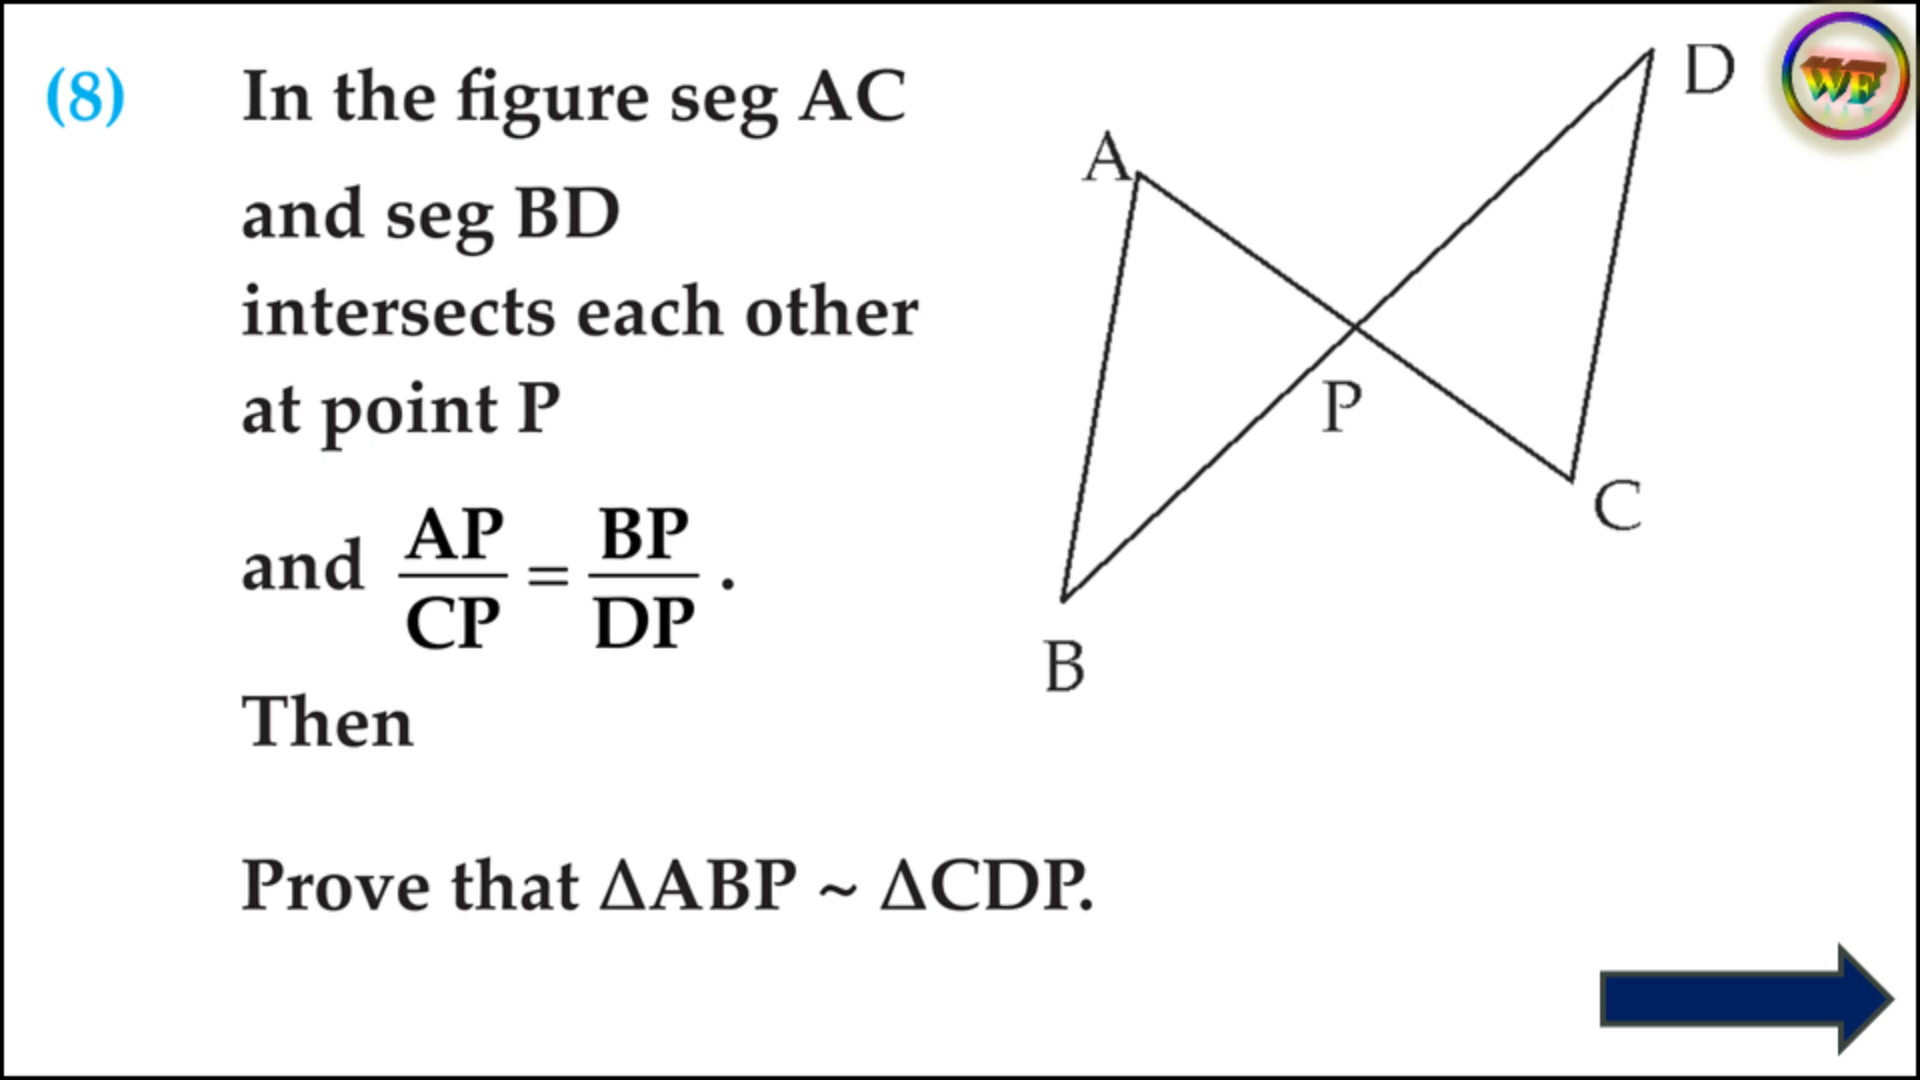 (8) In the figure seg AC
and seg BD
intersects each other
at point P
and AP/CP = BP/DP .
Then
Prove that ΔABP ~ ΔCDP.
D
A
P
C
B
WE